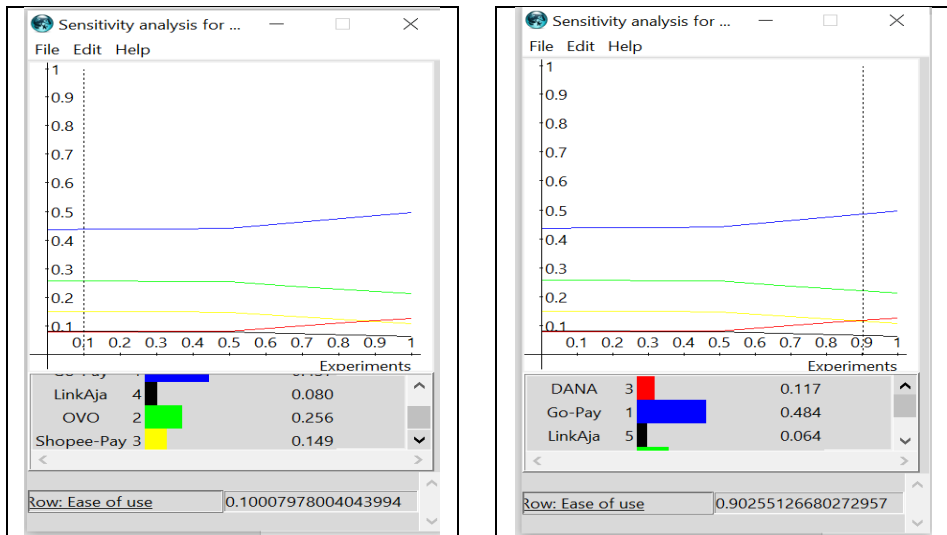 Sensitivity analysis for ...
File Edit Help
1
0.9
0.8
0.7
0.6
0.5
0.4
0.3
0.2
0.1
0.1 0.2 0.3 0.4 0.5 0.6 0.7 0.8 0.9 1
Experiments
LinkAja 4 0.080
OVO 2 0.256
Shopee-Pay 3 0.149
Row: Ease of use 0.10007978004043994
Sensitivity analysis for ...
File Edit Help
1
0.9
0.8
0.7
0.6
0.5
0.4
0.3
0.2
0.1
0.1 0.2 0.3 0.4 0.5 0.6 0.7 0.8 0.9 1
Experiments
DANA 3 0.117
Go-Pay 1 0.484
LinkAja 5 0.064
Row: Ease of use 0.90255126680272957